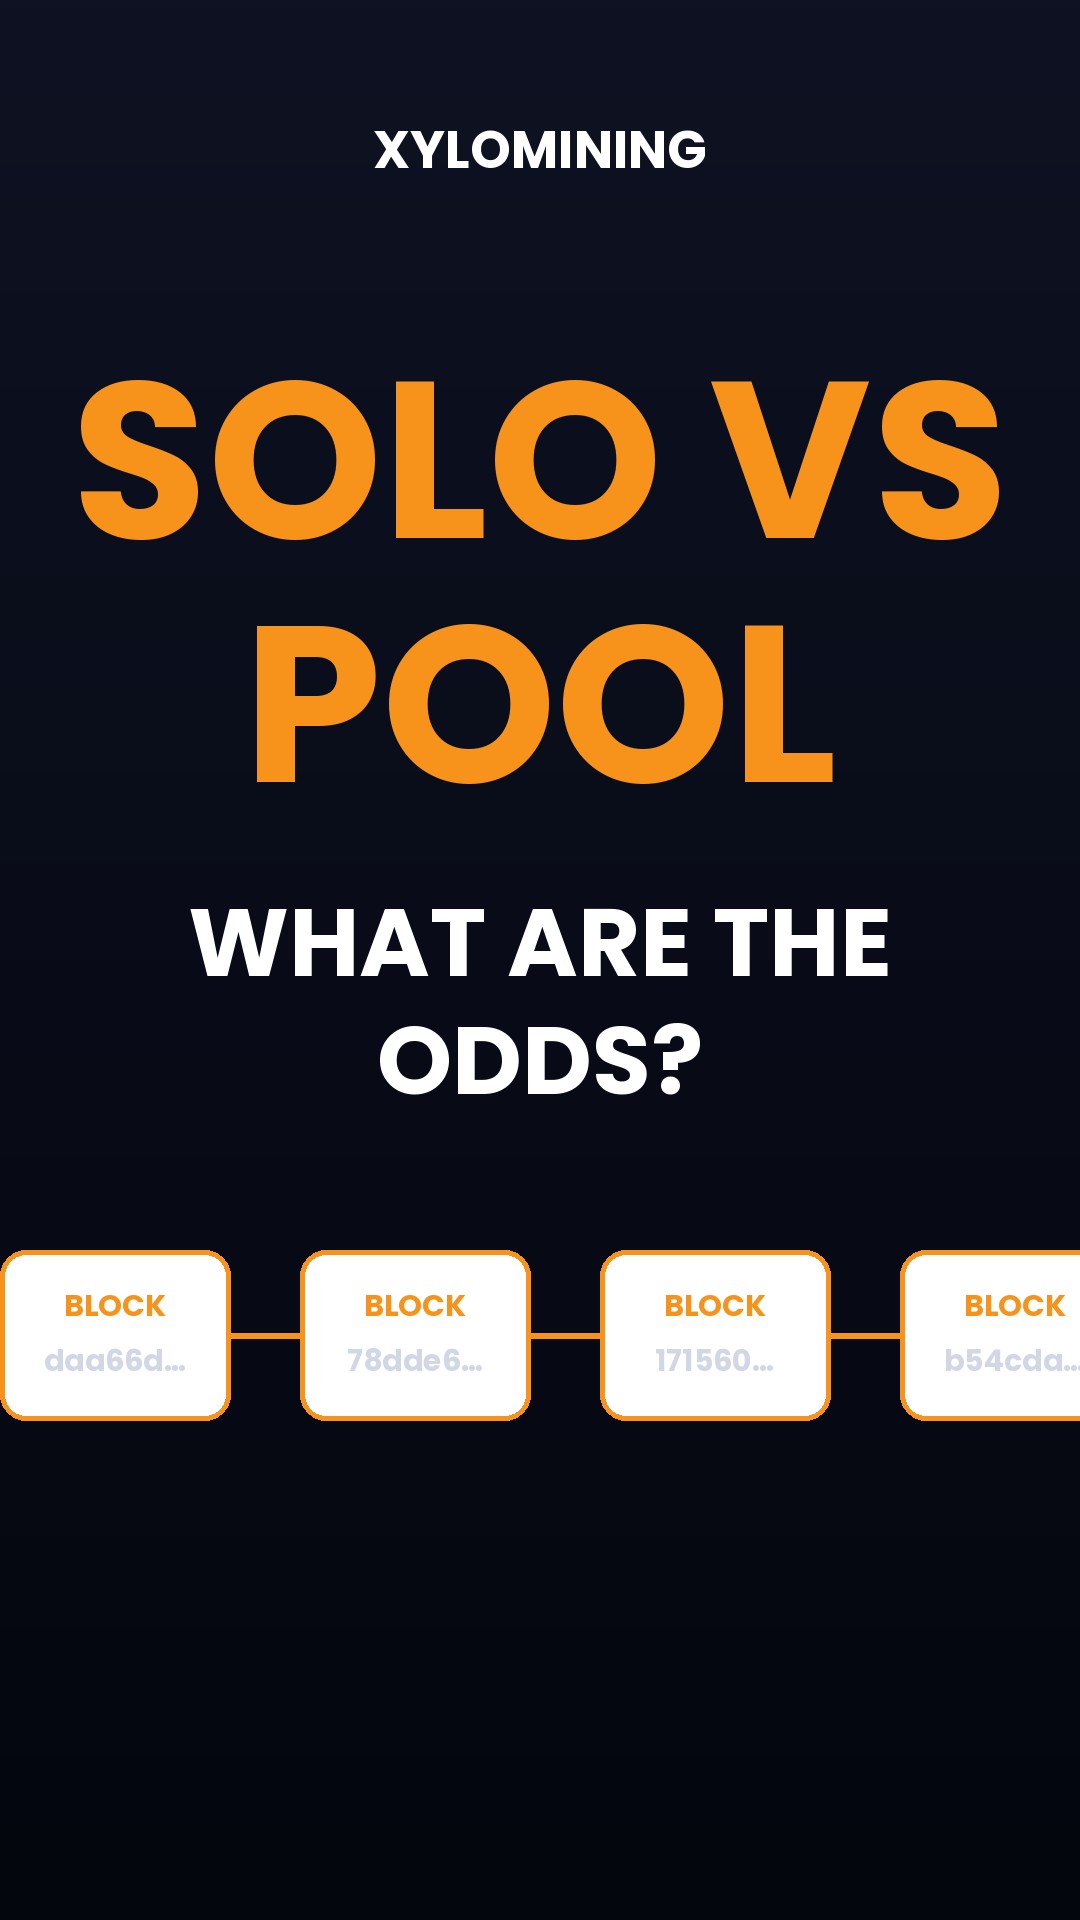 XYLOMINING
SOLO VS
POOL
WHAT ARE THE
ODDS?
BLOCK BLOCK BLOCK BLOCK
daa66d... 78dde6... 171560... b54cda...